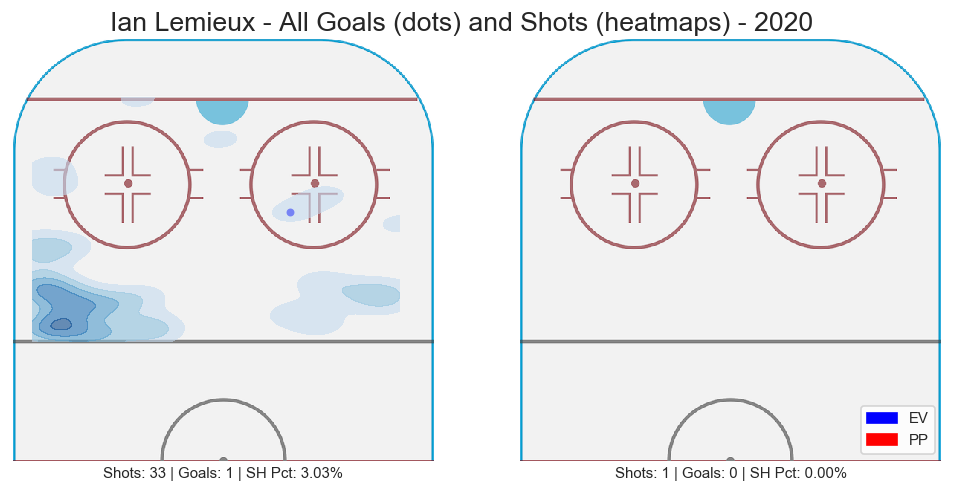 Ian Lemieux - All Goals (dots) and Shots (heatmaps) - 2020
EV
PP
Shots: 33 | Goals: 1 | SH Pct: 3.03%
Shots: 1 | Goals: 0 | SH Pct: 0.00%